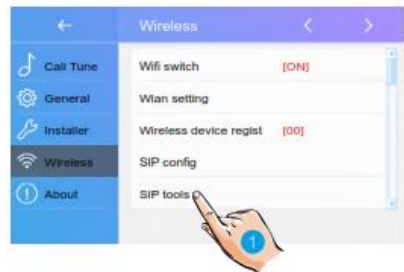 Wireless
Call Tune
General
Installer
Wireless
About
Wifi switch [ON]
Wlan setting
Wireless device regist [00]
SIP config
SIP tools
1